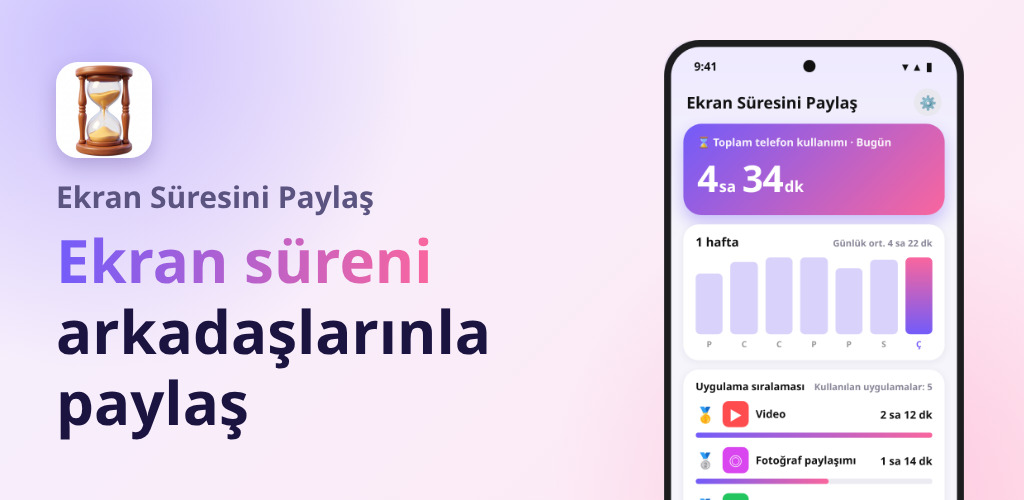 Ekran Süresini Paylaş
Ekran süreni
arkadaşlarınla
paylaş
9:41
Ekran Süresini Paylaş
Toplam telefon kullanımı · Bugün
4sa 34dk
1 hafta
Günlük ort. 4 sa 22 dk
P C C P P S Ç
Uygulama sıralaması
Kullanılan uygulamalar: 5
Video 2 sa 12 dk
Fotoğraf paylaşımı 1 sa 14 dk